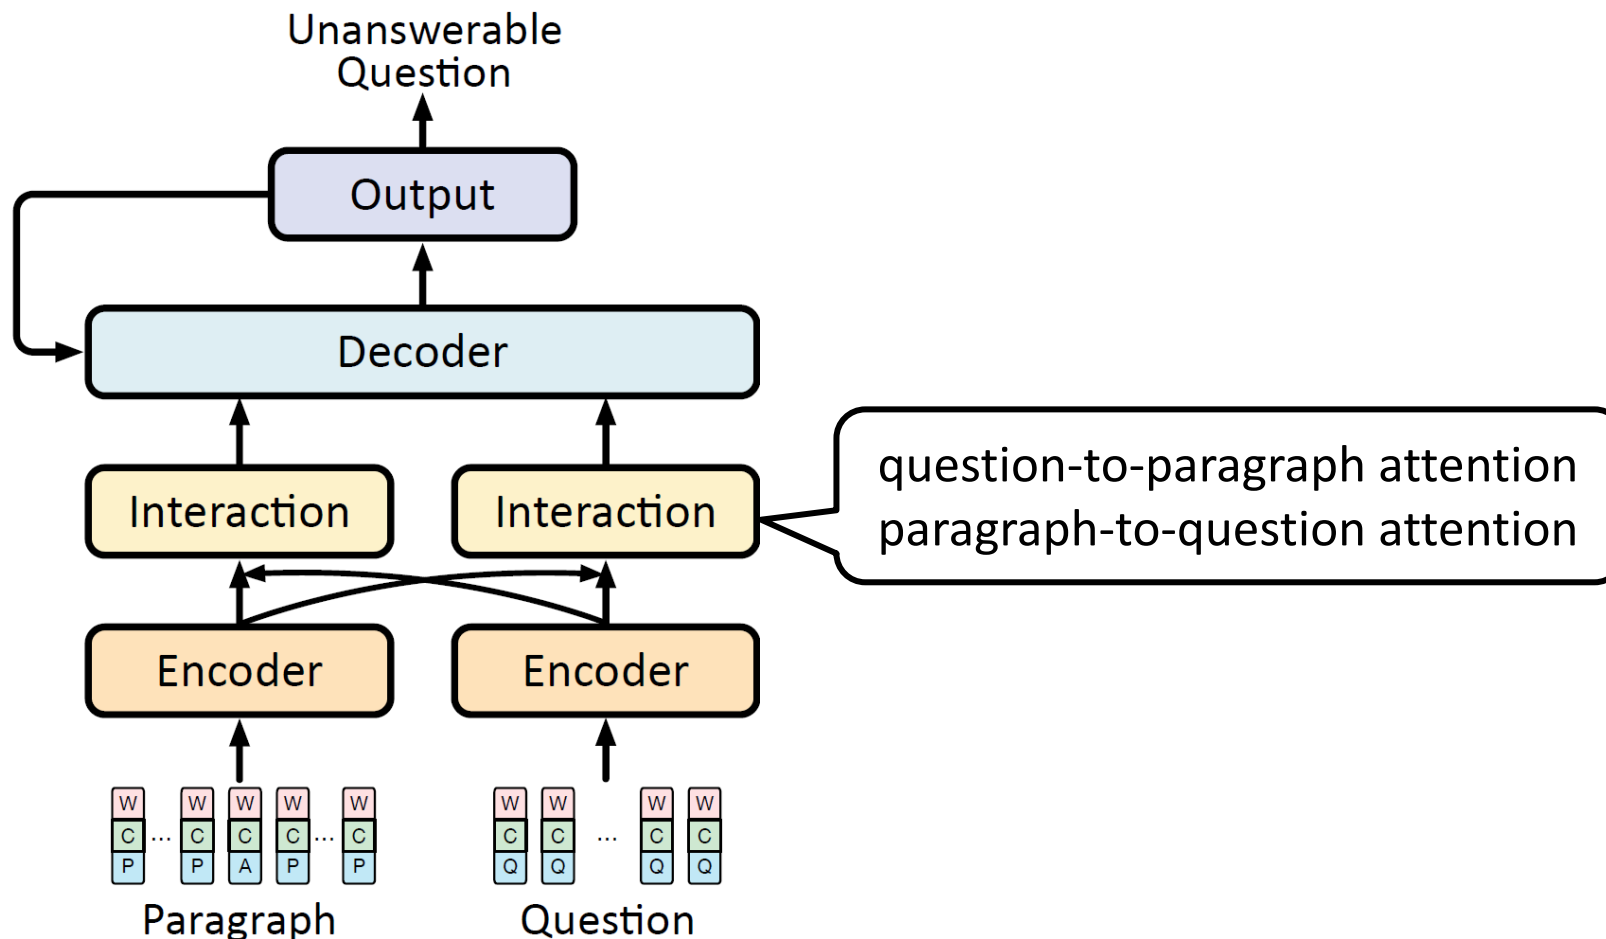 Unanswerable
Question
Output
Decoder
Interaction Interaction
question-to-paragraph attention
paragraph-to-question attention
Encoder Encoder
W W W W W W W W W
C ... C C C ... C C C ... C C
P P A P P Q Q Q Q
Paragraph Question